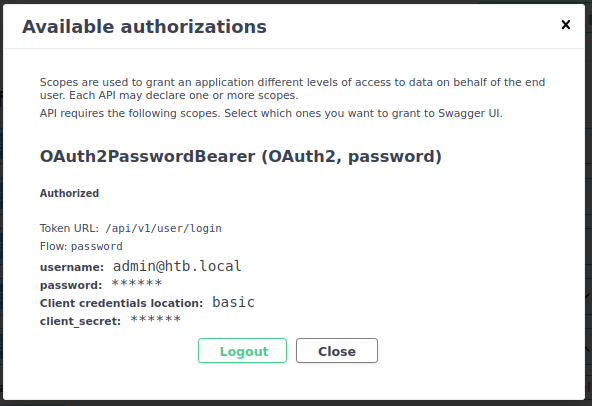 Available authorizations
Scopes are used to grant an application different levels of access to data on behalf of the end
user. Each API may declare one or more scopes.
API requires the following scopes. Select which ones you want to grant to Swagger UI.
OAuth2PasswordBearer (OAuth2, password)
Authorized
Token URL: /api/v1/user/login
Flow: password
username: admin@htb.local
password: ******
Client credentials location: basic
client_secret: ******
Logout Close